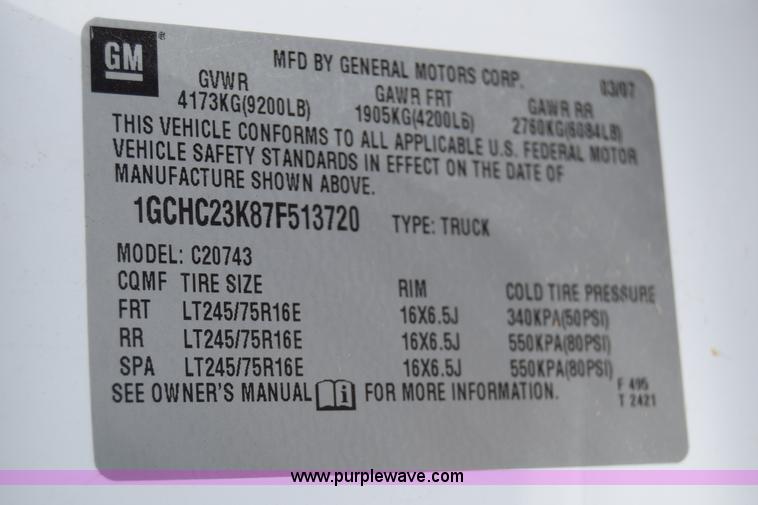 GM
MFD BY GENERAL MOTORS CORP. 03/07
GVWR GAWR FRT GAWR RR
4173KG(9200LB) 1905KG(4200LB) 2760KG(6084LB)
THIS VEHICLE CONFORMS TO ALL APPLICABLE U.S. FEDERAL MOTOR
VEHICLE SAFETY STANDARDS IN EFFECT ON THE DATE OF
MANUFACTURE SHOWN ABOVE.
1GCHC23K87F513720 TYPE: TRUCK
MODEL: C20743
CQMF TIRE SIZE RIM COLD TIRE PRESSURE
FRT LT245/75R16E 16X6.5J 340KPA(50PSI)
RR LT245/75R16E 16X6.5J 550KPA(80PSI)
SPA LT245/75R16E 16X6.5J 550KPA(80PSI)
SEE OWNER'S MANUAL i FOR MORE INFORMATION.
F 495
T 2421
www.purplewave.com